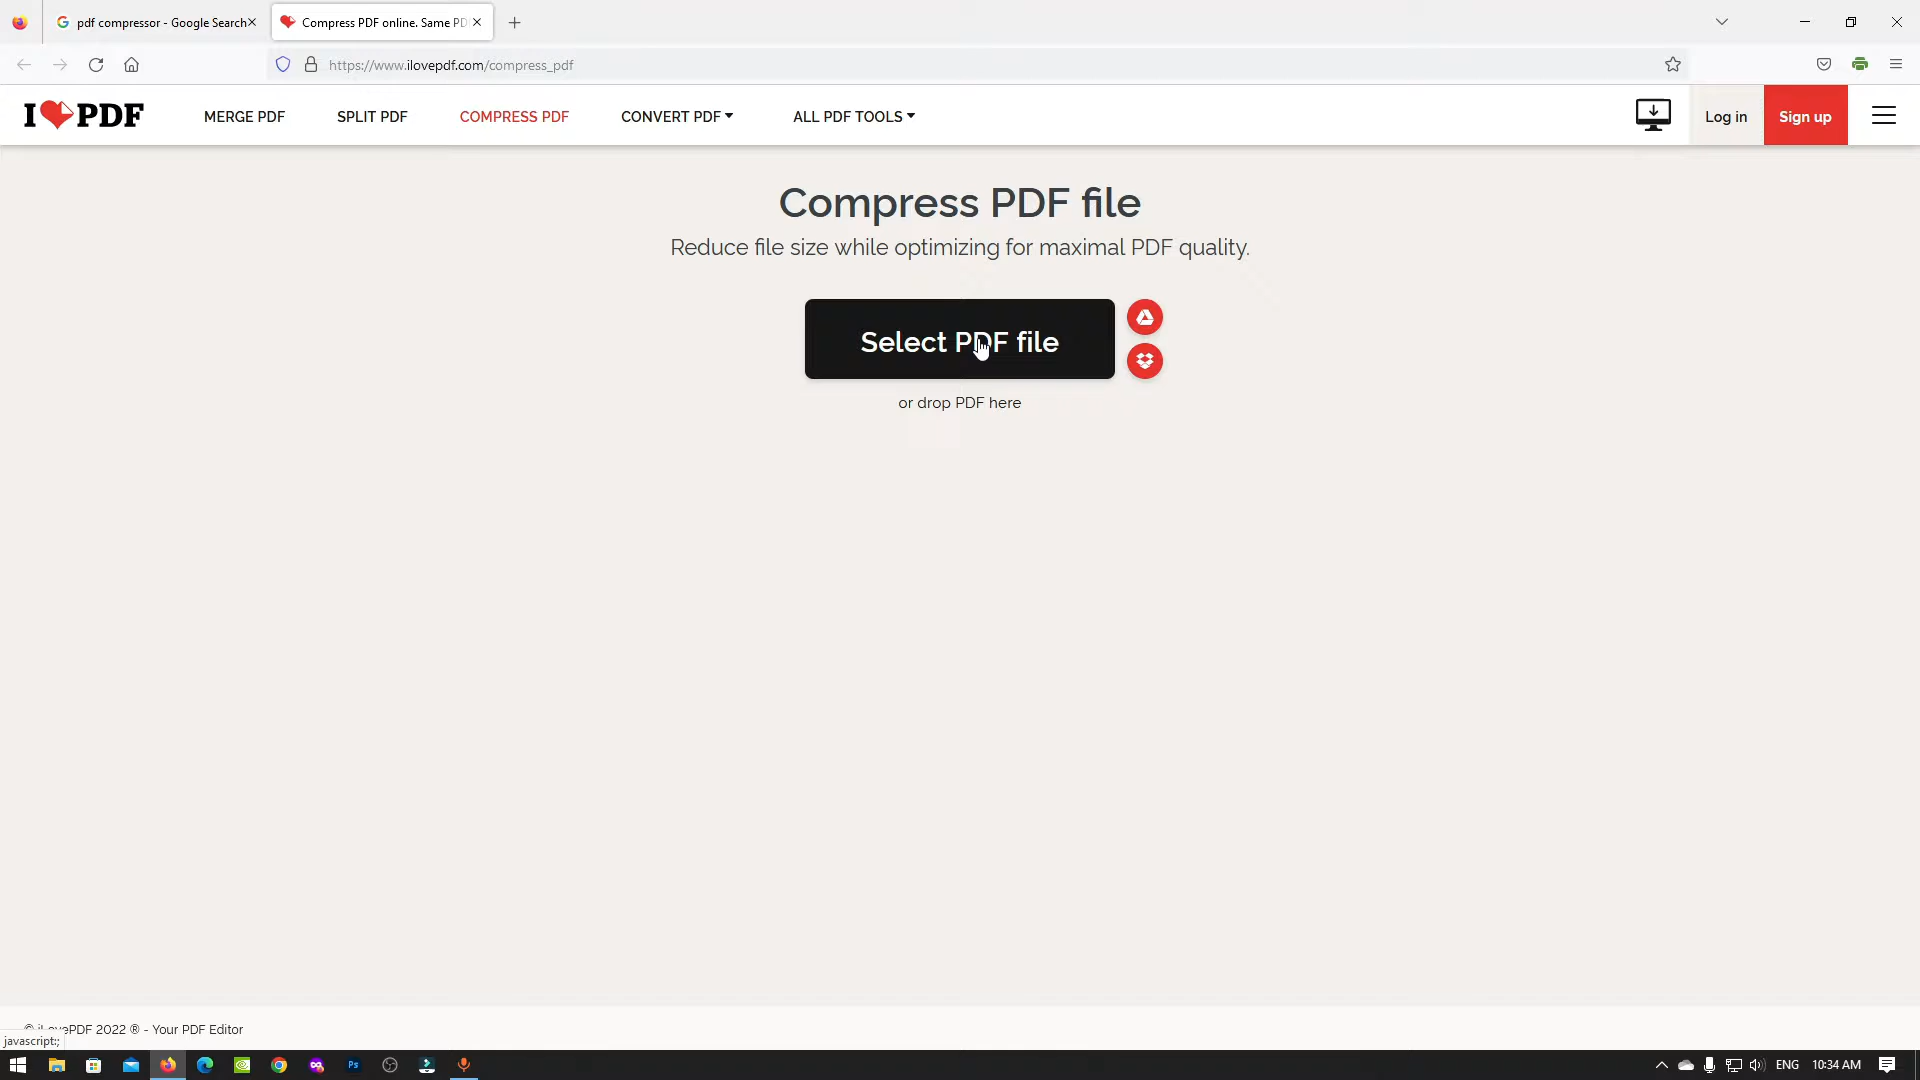 pdf compressor - Google Search
Compress PDF online. Same PD
https://www.ilovepdf.com/compress_pdf
I PDF
MERGE PDF
SPLIT PDF
COMPRESS PDF
CONVERT PDF
ALL PDF TOOLS
Log in
Sign up
Compress PDF file
Reduce file size while optimizing for maximal PDF quality.
Select PDF file
or drop PDF here
© iLovePDF 2022 ® - Your PDF Editor
javascript:;
Ps
ENG
10:34 AM